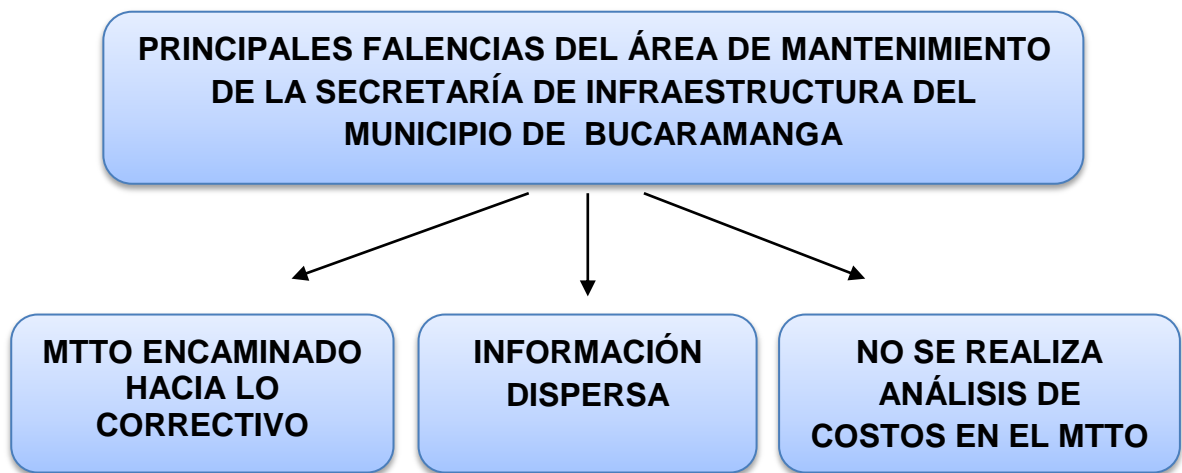 PRINCIPALES FALENCIAS DEL ÁREA DE MANTENIMIENTO
DE LA SECRETARÍA DE INFRAESTRUCTURA DEL
MUNICIPIO DE BUCARAMANGA
MTTO ENCAMINADO
HACIA LO
CORRECTIVO
INFORMACIÓN
DISPERSA
NO SE REALIZA
ANÁLISIS DE
COSTOS EN EL MTTO